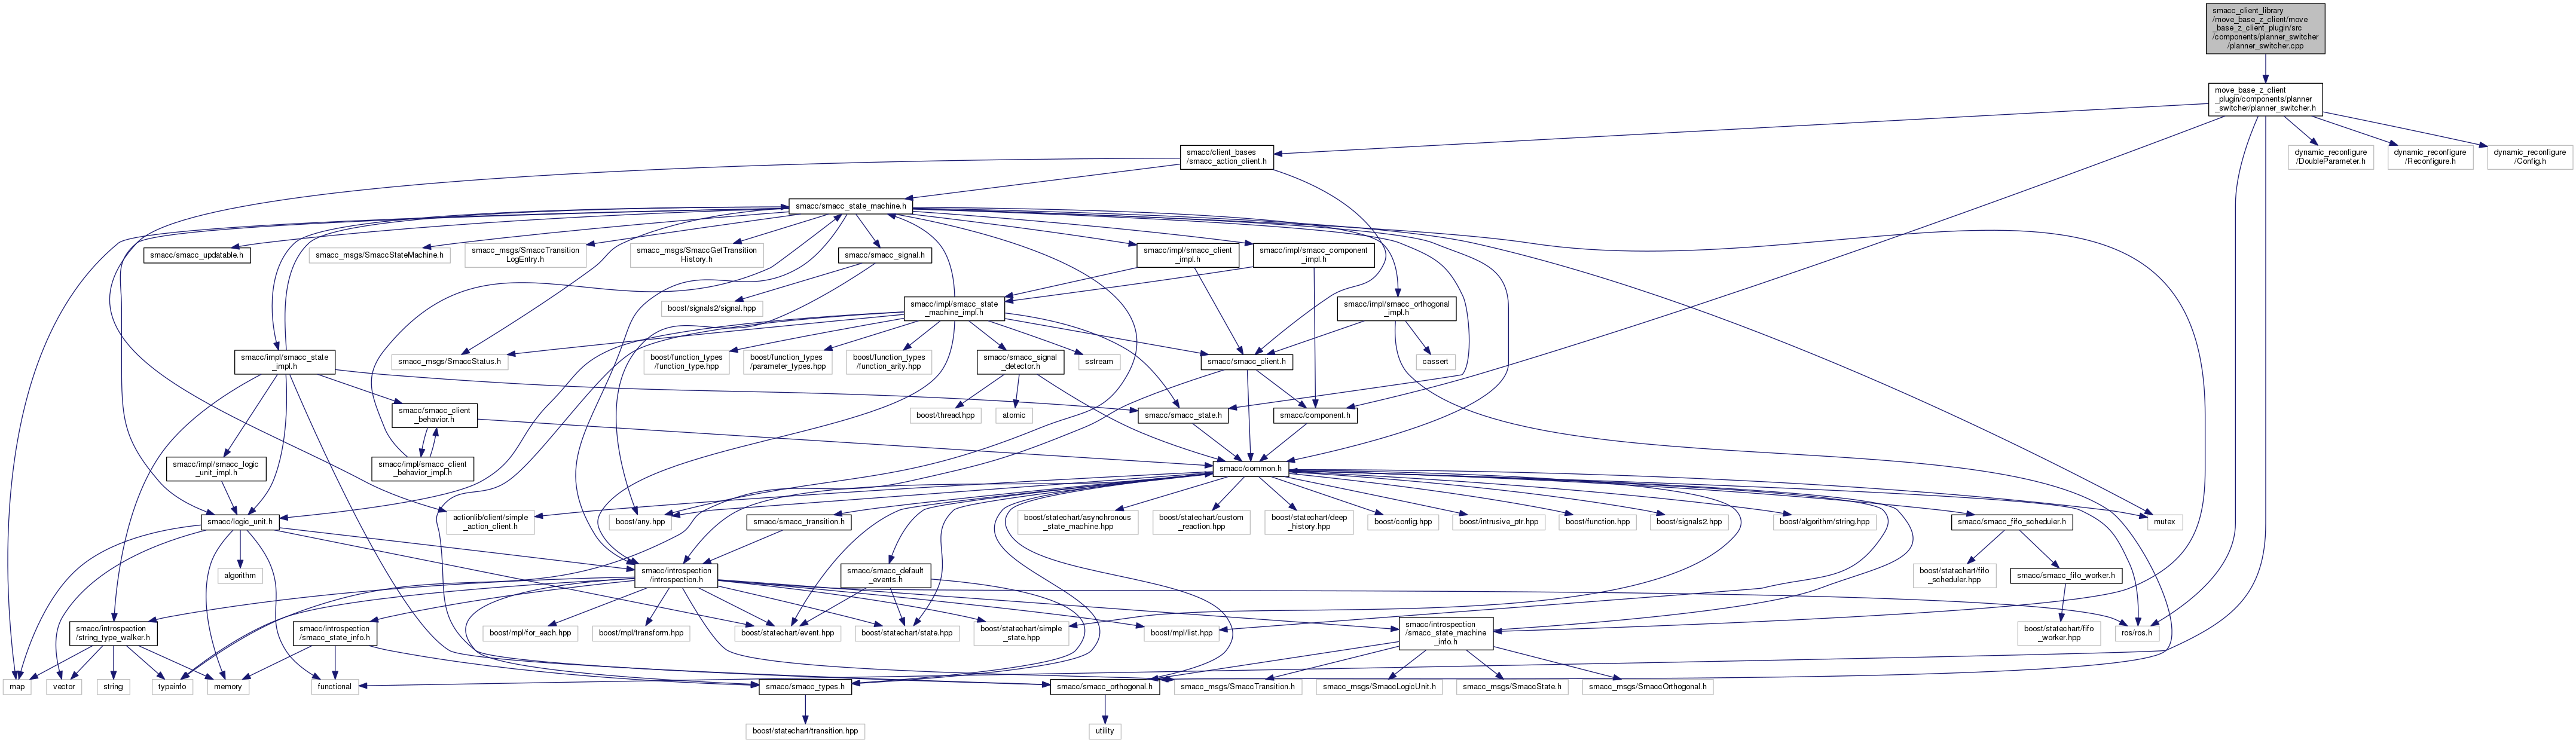 smacc_client_library
/move_base_z_client/move
_base_z_client_plugin/src
/components/planner_switcher
/planner_switcher.cpp
move_base_z_client
_plugin/components/planner
_switcher/planner_switcher.h
smacc/client_bases
/smacc_action_client.h
dynamic_reconfigure
/DoubleParameter.h
dynamic_reconfigure
/Reconfigure.h
dynamic_reconfigure
/Config.h
smacc/smacc_state_machine.h
smacc/smacc_updatable.h
smacc_msgs/SmaccStateMachine.h
smacc_msgs/SmaccTransition
LogEntry.h
smacc_msgs/SmaccGetTransition
History.h
smacc/smacc_signal.h
smacc/impl/smacc_client
_impl.h
smacc/impl/smacc_component
_impl.h
boost/signals2/signal.hpp
smacc/impl/smacc_state
_machine_impl.h
smacc/impl/smacc_orthogonal
_impl.h
smacc/impl/smacc_state
_impl.h
smacc_msgs/SmaccStatus.h
boost/function_types
/function_type.hpp
boost/function_types
/parameter_types.hpp
boost/function_types
/function_arity.hpp
smacc/smacc_signal
_detector.h
sstream
smacc/smacc_client.h
cassert
smacc/smacc_client
_behavior.h
boost/thread.hpp
atomic
smacc/smacc_state.h
smacc/component.h
smacc/impl/smacc_logic
_unit_impl.h
smacc/impl/smacc_client
_behavior_impl.h
smacc/common.h
smacc/logic_unit.h
actionlib/client/simple
_action_client.h
boost/any.hpp
smacc/smacc_transition.h
boost/statechart/asynchronous
_state_machine.hpp
boost/statechart/custom
_reaction.hpp
boost/statechart/deep
_history.hpp
boost/config.hpp
boost/intrusive_ptr.hpp
boost/function.hpp
boost/signals2.hpp
boost/algorithm/string.hpp
smacc/smacc_fifo_scheduler.h
mutex
algorithm
smacc/introspection
/introspection.h
smacc/smacc_default
_events.h
boost/statechart/fifo
_scheduler.hpp
smacc/smacc_fifo_worker.h
smacc/introspection
/string_type_walker.h
smacc/introspection
/smacc_state_info.h
boost/mpl/for_each.hpp
boost/mpl/transform.hpp
boost/statechart/event.hpp
boost/statechart/state.hpp
boost/statechart/simple
_state.hpp
boost/mpl/list.hpp
smacc/introspection
/smacc_state_machine
_info.h
boost/statechart/fifo
_worker.hpp
ros/ros.h
map
vector
string
typeinfo
memory
functional
smacc/smacc_types.h
smacc/smacc_orthogonal.h
smacc_msgs/SmaccTransition.h
smacc_msgs/SmaccLogicUnit.h
smacc_msgs/SmaccState.h
smacc_msgs/SmaccOrthogonal.h
boost/statechart/transition.hpp
utility